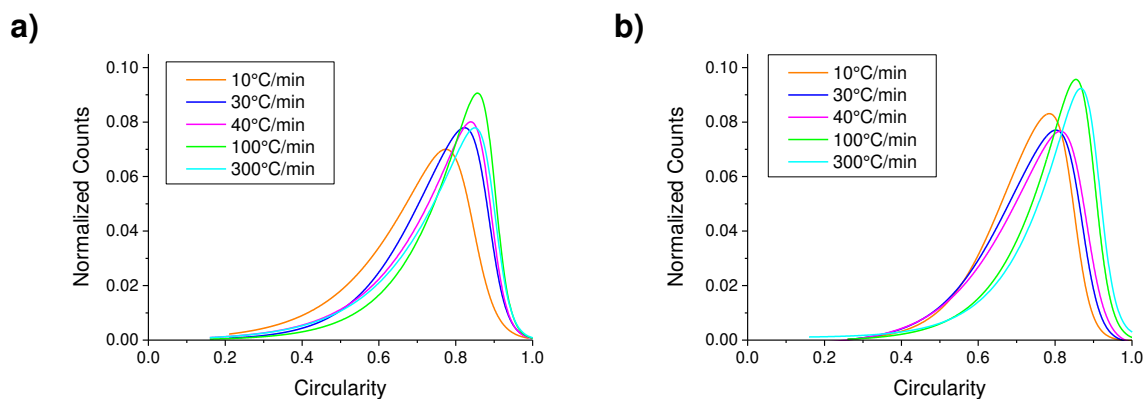 a)
Normalized Counts
0.10
0.08
0.06
0.04
0.02
0.00
10°C/min
30°C/min
40°C/min
100°C/min
300°C/min
0.0 0.2 0.4 0.6 0.8 1.0
Circularity
b)
Normalized Counts
0.10
0.08
0.06
0.04
0.02
0.00
10°C/min
30°C/min
40°C/min
100°C/min
300°C/min
0.0 0.2 0.4 0.6 0.8 1.0
Circularity